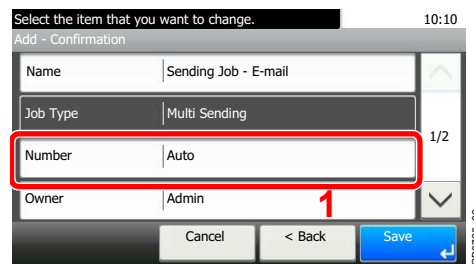 Select the item that you want to change. 10:10
Add - Confirmation
Name Sending Job - E-mail
Job Type Multi Sending
1/2
Number Auto
Owner Admin 1
Cancel < Back Save